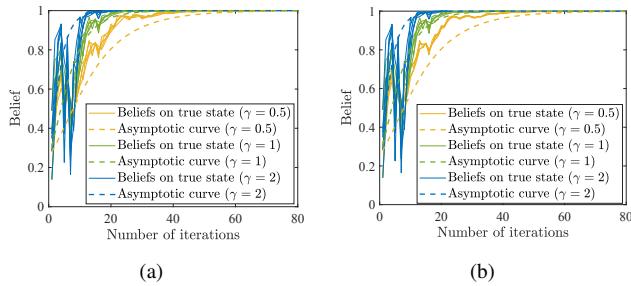 1
0.8
0.6
0.4
0.2
0
Belief
Beliefs on true state (γ = 0.5)
Asymptotic curve (γ = 0.5)
Beliefs on true state (γ = 1)
Asymptotic curve (γ = 1)
Beliefs on true state (γ = 2)
Asymptotic curve (γ = 2)
0 20 40 60 80
Number of iterations
(a)
1
0.8
0.6
0.4
0.2
0
Belief
Beliefs on true state (γ = 0.5)
Asymptotic curve (γ = 0.5)
Beliefs on true state (γ = 1)
Asymptotic curve (γ = 1)
Beliefs on true state (γ = 2)
Asymptotic curve (γ = 2)
0 20 40 60 80
Number of iterations
(b)